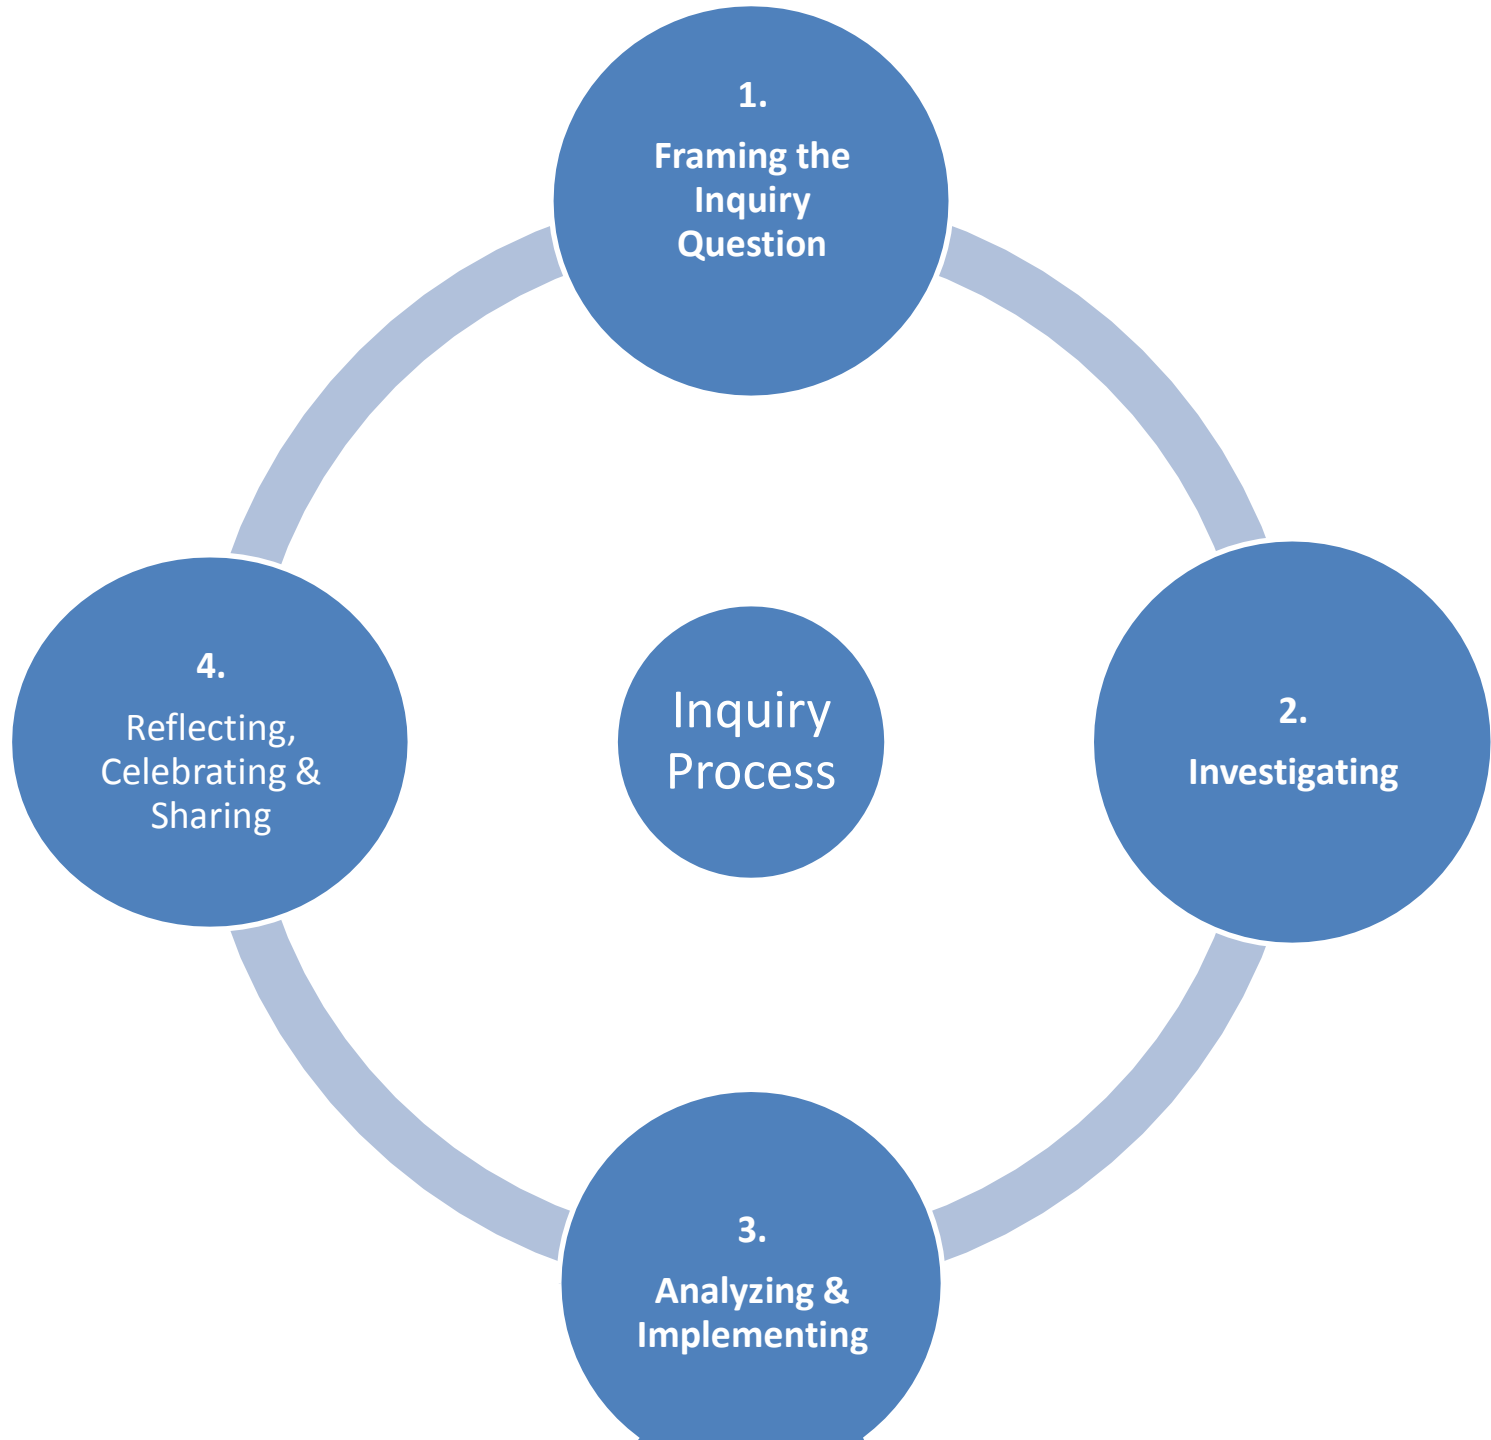 1.
Framing the
Inquiry
Question
2.
Investigating
3.
Analyzing &
Implementing
4.
Reflecting,
Celebrating &
Sharing
Inquiry
Process